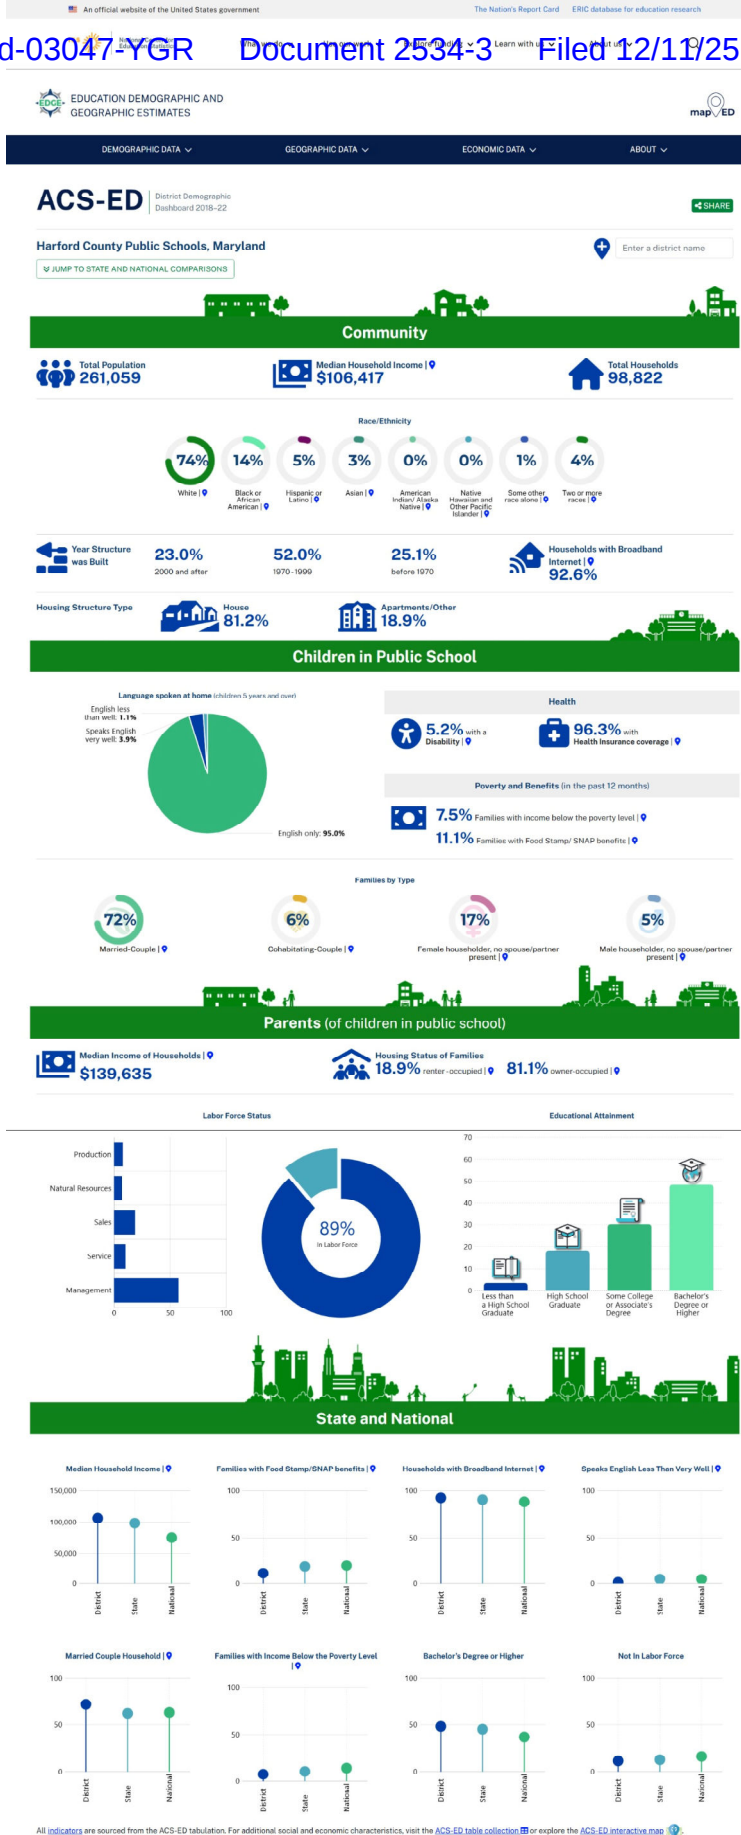 An official website of the United States government
The Nation's Report Card
ERIC database for education research
d-03047-YGR Document 2534-3 Filed 12/11/25
Explore funding
Learn with us
About us
EDGE
EDUCATION DEMOGRAPHIC AND
GEOGRAPHIC ESTIMATES
mapED
DEMOGRAPHIC DATA
GEOGRAPHIC DATA
ECONOMIC DATA
ABOUT
ACS-ED
District Demographic
Dashboard 2018-22
SHARE
Harford County Public Schools, Maryland
Enter a district name
JUMP TO STATE AND NATIONAL COMPARISONS
Community
Total Population
261,059
Median Household Income |
$106,417
Total Households
98,822
Race/Ethnicity
74% 14% 5% 3% 0% 0% 1% 4%
White |
Black or
African
American |
Hispanic or
Latino |
Asian |
American
Indian/ Alaska
Native |
Native
Hawaiian and
Other Pacific
Islander |
Some other
race alone |
Two or more
races |
Year Structure
was Built
23.0%
2000 and after
52.0%
1970-1999
25.1%
before 1970
Households with Broadband
Internet |
92.6%
Housing Structure Type
House
81.2%
Apartments/Other
18.9%
Children in Public School
Language spoken at home (children 5 years and over)
English less
than well: 1.1%
Speaks English
very well: 3.9%
English only: 95.0%
Health
5.2% with a
Disability |
96.3% with
Health Insurance coverage |
Poverty and Benefits (in the past 12 months)
7.5% Families with income below the poverty level |
11.1% Families with Food Stamp/ SNAP benefits |
Families by Type
72%
Married-Couple |
6%
Cohabitating-Couple |
17%
Female householder, no spouse/partner
present |
5%
Male householder, no spouse/partner
present |
Parents (of children in public school)
Median Income of Households |
$139,635
Housing Status of Families
18.9% renter-occupied | 81.1% owner-occupied |
Labor Force Status
Educational Attainment
Production
Natural Resources
Sales
Service
Management
0 50 100
89%
In Labor Force
70
60
50
40
30
20
10
0
Less than
a High School
Graduate
High School
Graduate
Some College
or Associate's
Degree
Bachelor's
Degree or
Higher
State and National
Median Household Income |
150,000
100,000
50,000
0
District
State
National
Families with Food Stamp/SNAP benefits |
100
50
0
District
State
National
Households with Broadband Internet |
100
50
0
District
State
National
Speaks English Less Than Very Well |
100
50
0
District
State
National
Married Couple Household |
100
50
0
District
State
National
Families with Income Below the Poverty Level
|
100
50
0
District
State
National
Bachelor's Degree or Higher
100
50
0
District
State
National
Not In Labor Force
100
50
0
District
State
National
All indicators are sourced from the ACS-ED tabulation. For additional social and economic characteristics, visit the ACS-ED table collection or explore the ACS-ED interactive map .